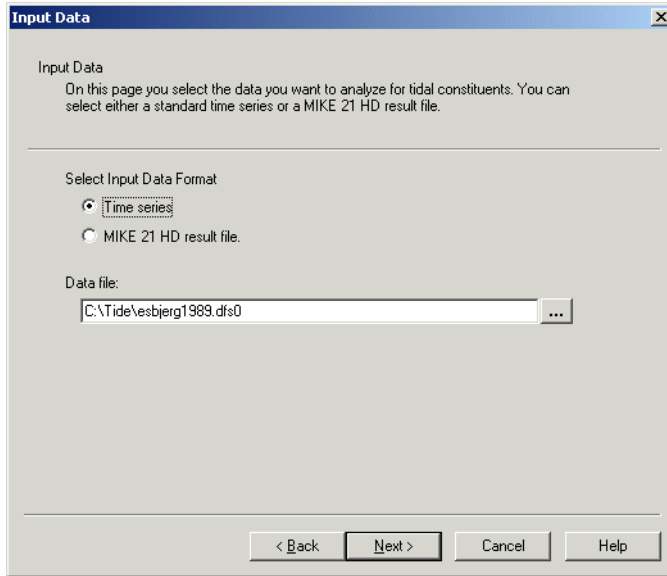 Input Data
Input Data
On this page you select the data you want to analyze for tidal constituents. You can
select either a standard time series or a MIKE 21 HD result file.
Select Input Data Format
Time series
MIKE 21 HD result file.
Data file:
C:\Tide\esbjerg1989.dfs0
...
< Back
Next >
Cancel
Help